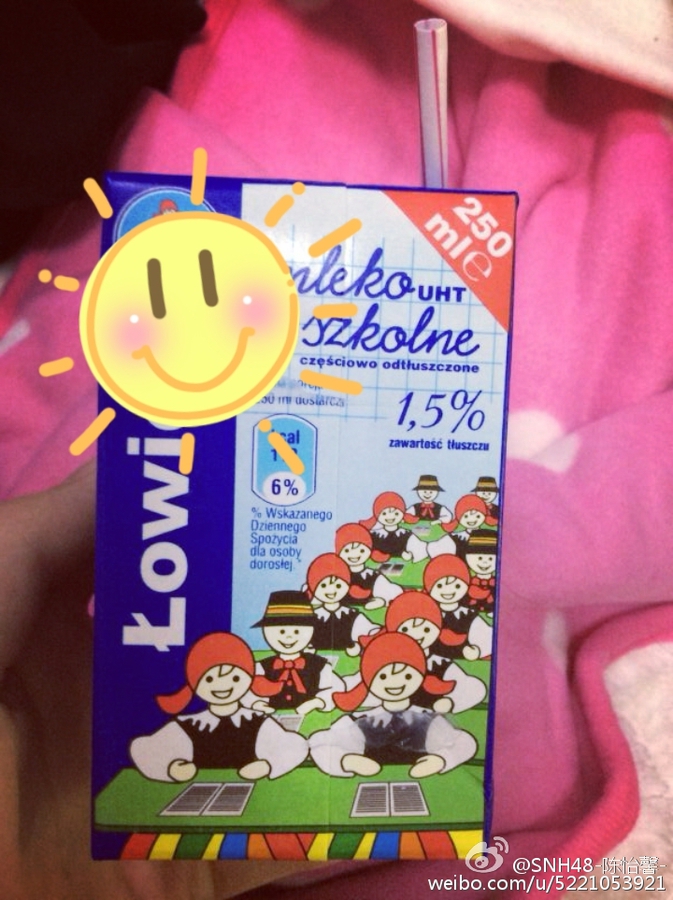 250
ml e
mleko UHT
szkolne
częściowo odtłuszczone
1,5%
zawartość tłuszczu
6%
% Wskazanego
Dziennego
Spożycia
dla osoby
dorosłej.*
Łowi
@SNH48-陈怡馨-
weibo.com/u/5221053921